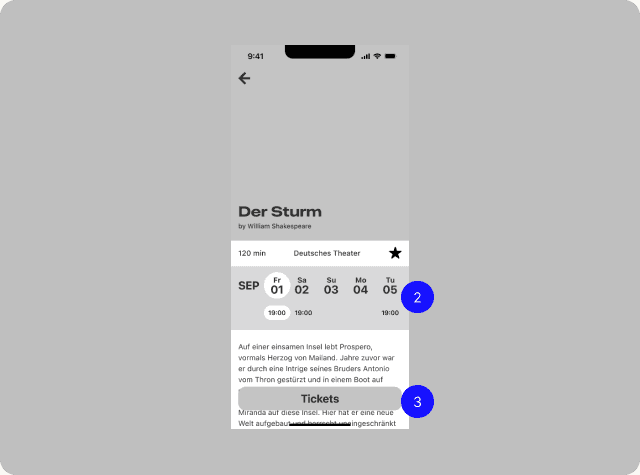 9:41
Der Sturm
by William Shakespeare
120 min Deutsches Theater
SEP Fr 01 Sa 02 Su 03 Mo 04 Tu 05
19:00 19:00 19:00
2
Auf einer einsamen Insel lebt Prospero,
vormals Herzog von Mailand. Jahre zuvor war
er durch eine Intrige seines Bruders Antonio
vom Thron gestürzt und in einem Boot auf
Tickets
3
Miranda auf diese Insel. Hier hat er eine neue
Welt aufgebaut und herrscht uneingeschränkt